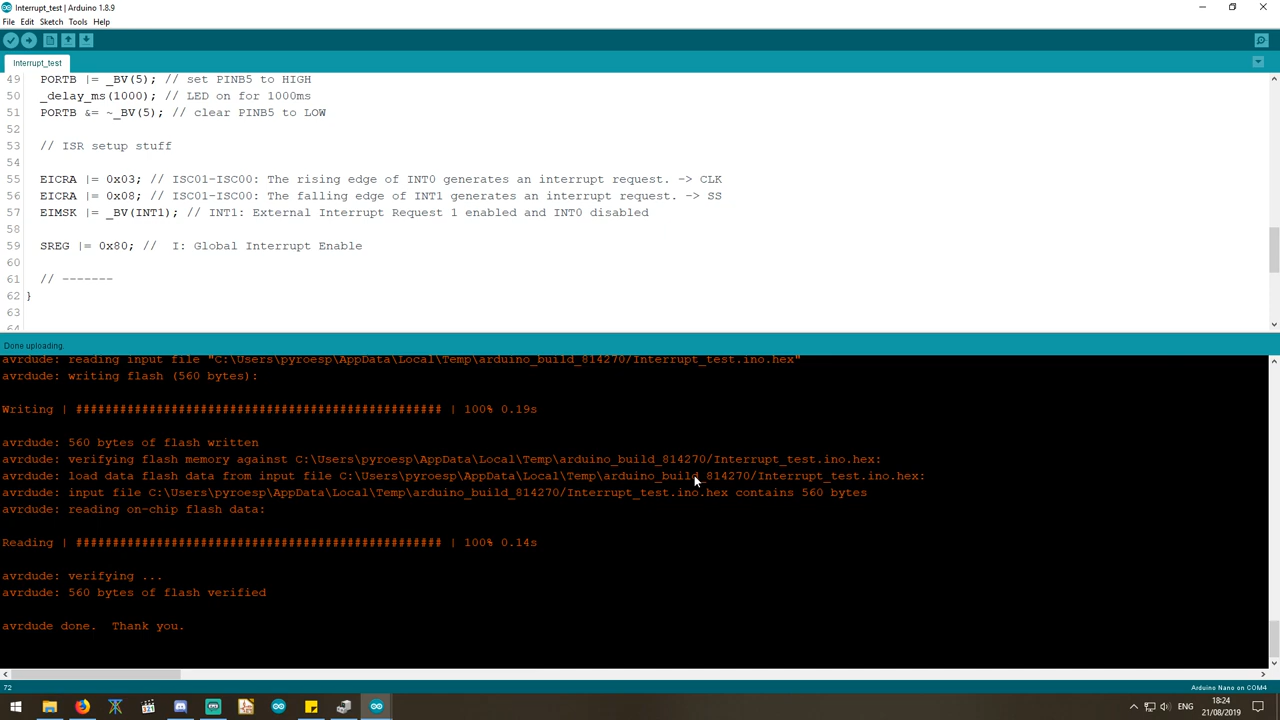 Interrupt_test | Arduino 1.8.9
File Edit Sketch Tools Help
Interrupt_test
49 PORTB |= _BV(5); // set PINB5 to HIGH
50 _delay_ms(1000); // LED on for 1000ms
51 PORTB &= ~_BV(5); // clear PINB5 to LOW
52
53 // ISR setup stuff
54
55 EICRA |= 0x03; // ISC01-ISC00: The rising edge of INT0 generates an interrupt request. -> CLK
56 EICRA |= 0x08; // ISC01-ISC00: The falling edge of INT1 generates an interrupt request. -> SS
57 EIMSK |= _BV(INT1); // INT1: External Interrupt Request 1 enabled and INT0 disabled
58
59 SREG |= 0x80; //  I: Global Interrupt Enable
60
61 // -------
62 }
63
64
Done uploading.
avrdude: reading input file "C:\Users\pyroesp\AppData\Local\Temp\arduino_build_814270/Interrupt_test.ino.hex"
avrdude: writing flash (560 bytes):
Writing | ################################################## | 100% 0.19s
avrdude: 560 bytes of flash written
avrdude: verifying flash memory against C:\Users\pyroesp\AppData\Local\Temp\arduino_build_814270/Interrupt_test.ino.hex:
avrdude: load data flash data from input file C:\Users\pyroesp\AppData\Local\Temp\arduino_build_814270/Interrupt_test.ino.hex:
avrdude: input file C:\Users\pyroesp\AppData\Local\Temp\arduino_build_814270/Interrupt_test.ino.hex contains 560 bytes
avrdude: reading on-chip flash data:
Reading | ################################################## | 100% 0.14s
avrdude: verifying ...
avrdude: 560 bytes of flash verified
avrdude done.  Thank you.
72
Arduino Nano on COM4
ENG
18:24
21/08/2019